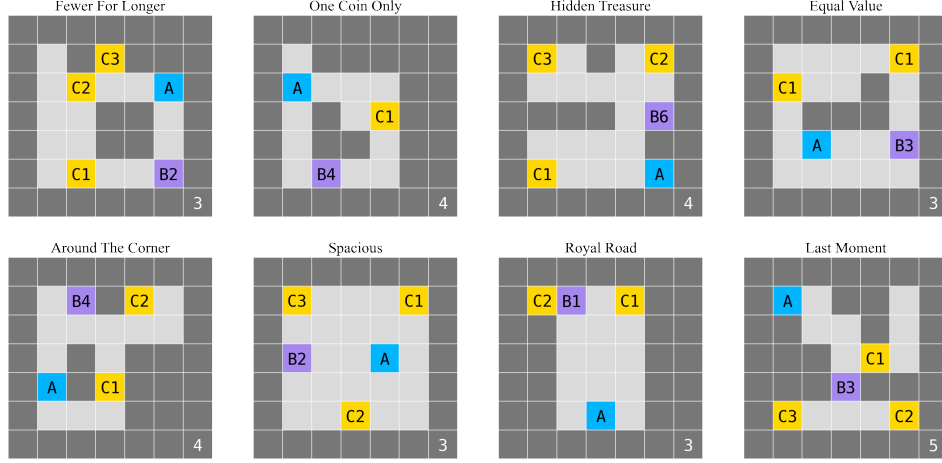 Fewer For Longer
C3
C2 A
C1 B2
3
One Coin Only
A
C1
B4
4
Hidden Treasure
C3 C2
B6
C1 A
4
Equal Value
C1
C1
A B3
3
Around The Corner
B4 C2
A C1
4
Spacious
C3 C1
B2 A
C2
3
Royal Road
C2 B1 C1
A
3
Last Moment
A
C1
B3
C3 C2
5